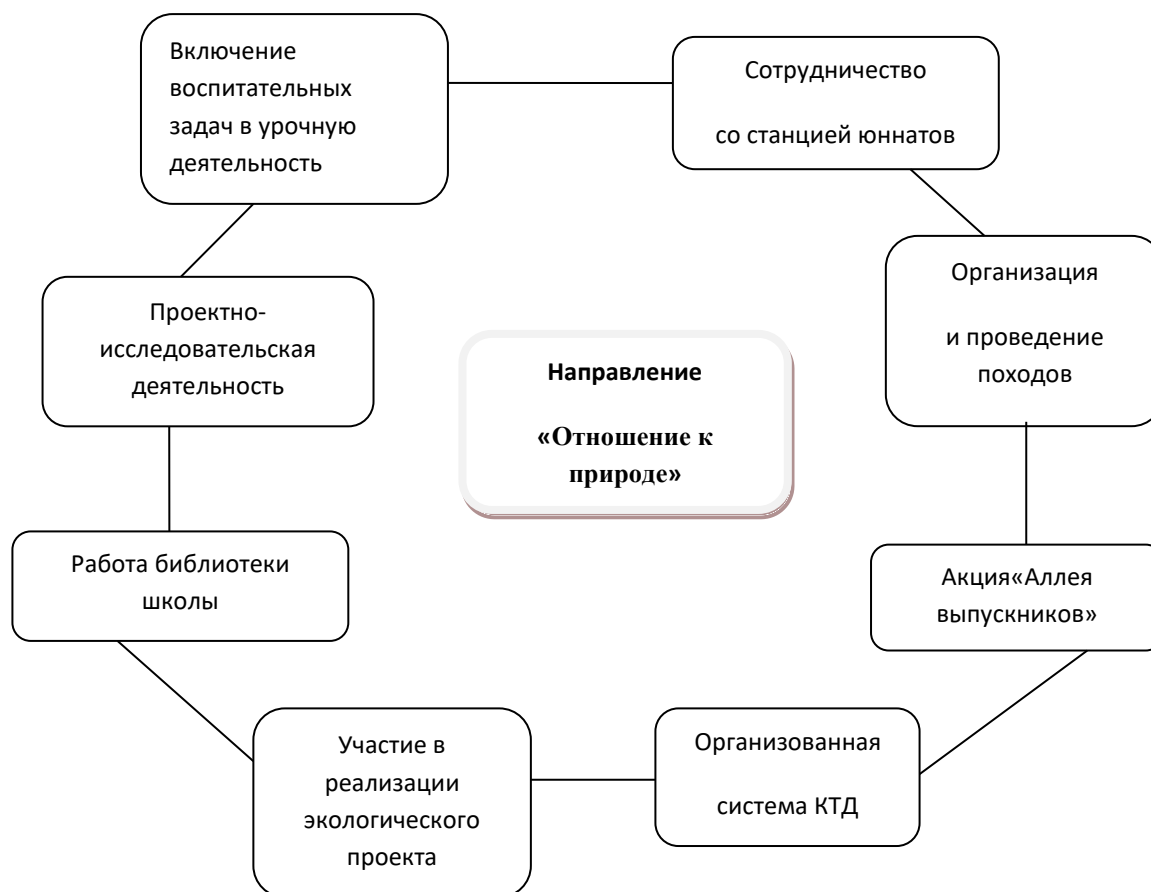 Включение
воспитательных
задач в урочную
деятельность
Сотрудничество
со станцией юннатов
Проектно-
исследовательская
деятельность
Организация
и проведение
походов
Направление
«Отношение к
природе»
Работа библиотеки
школы
Акция«Аллея
выпускников»
Участие в
реализации
экологического
проекта
Организованная
система КТД